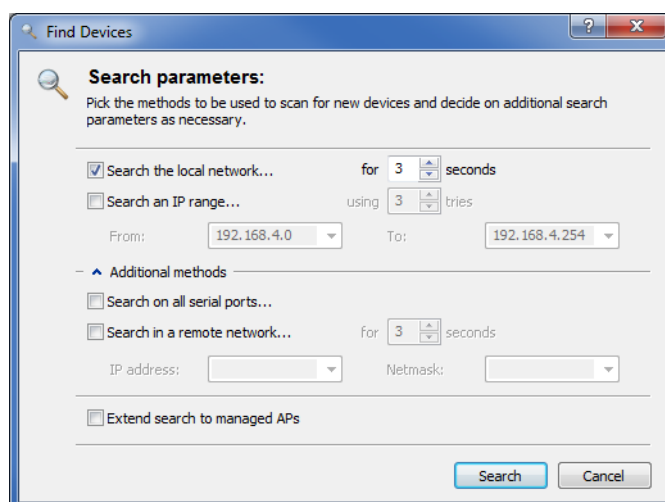 Find Devices
Search parameters:
Pick the methods to be used to scan for new devices and decide on additional search
parameters as necessary.
Search the local network... for 3 seconds
Search an IP range... using 3 tries
From: 192.168.4.0 To: 192.168.4.254
Additional methods
Search on all serial ports...
Search in a remote network... for 3 seconds
IP address: Netmask:
Extend search to managed APs
Search Cancel